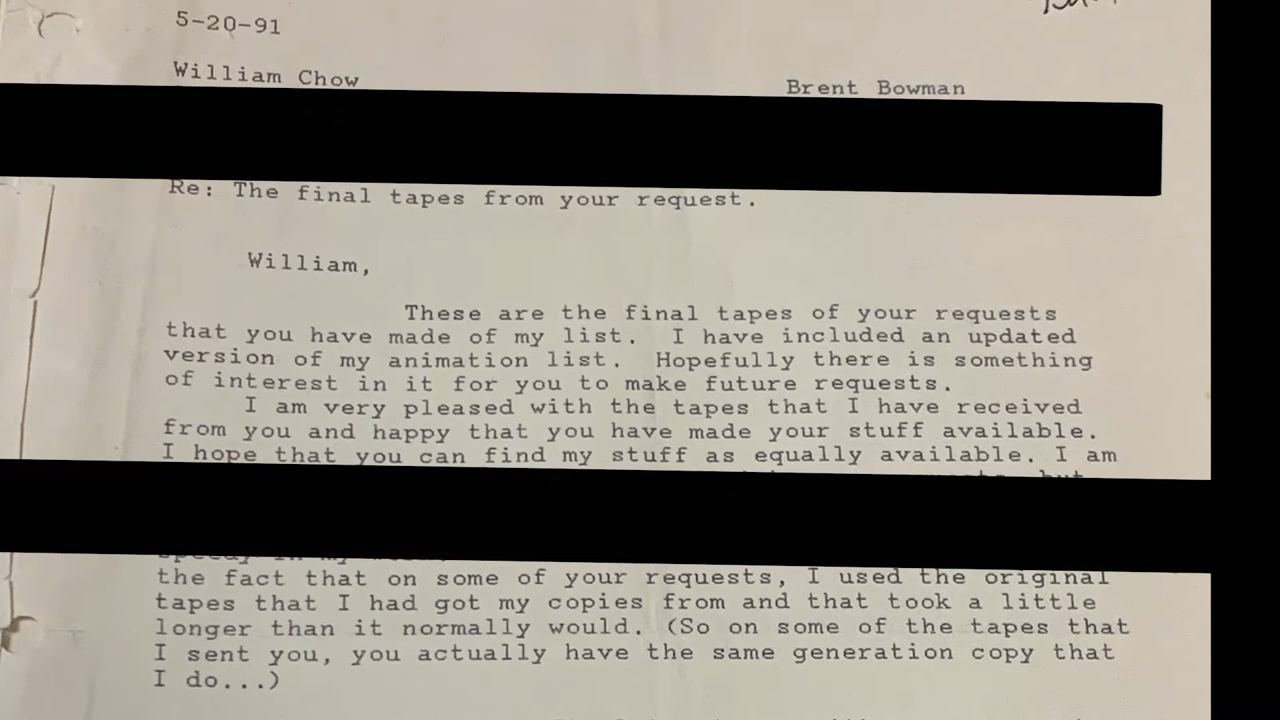 5-20-91
William Chow
Brent Bowman
Re: The final tapes from your request.
William,
These are the final tapes of your requests
that you have made of my list. I have included an updated
version of my animation list. Hopefully there is something
of interest in it for you to make future requests.
I am very pleased with the tapes that I have received
from you and happy that you have made your stuff available.
I hope that you can find my stuff as equally available. I am
but
speedy in my
the fact that on some of your requests, I used the original
tapes that I had got my copies from and that took a little
longer than it normally would. (So on some of the tapes that
I sent you, you actually have the same generation copy that
I do...)